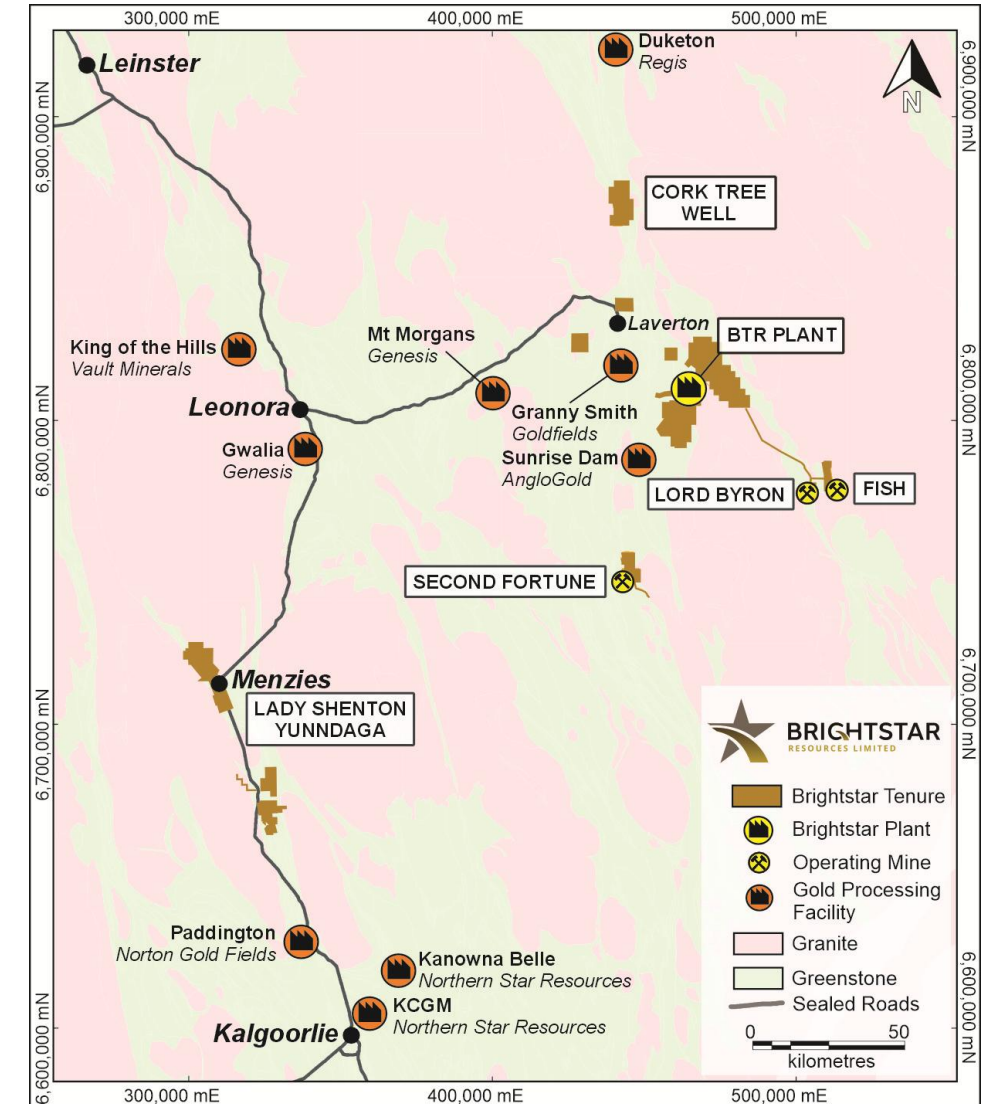 300,000 mE
400,000 mE
500,000 mE
Duketon
Regis
Leinster
N
6,900,000 mN
6,900,000 mN
CORK TREE
WELL
Laverton
Mt Morgans
Genesis
BTR PLANT
King of the Hills
Vault Minerals
Leonora
Granny Smith
Goldfields
6,800,000 mN
6,800,000 mN
Gwalia
Genesis
Sunrise Dam
AngloGold
LORD BYRON
FISH
SECOND FORTUNE
Menzies
LADY SHENTON
YUNNDAGA
6,700,000 mN
6,700,000 mN
BRIGHTSTAR
RESOURCES LIMITED
Brightstar Tenure
Brightstar Plant
Operating Mine
Gold Processing
Facility
Granite
Greenstone
Sealed Roads
0
50
kilometres
Paddington
Norton Gold Fields
Kanowna Belle
Northern Star Resources
KCGM
Northern Star Resources
Kalgoorlie
6,600,000 mN
6,600,000 mN
300,000 mE
400,000 mE
500,000 mE